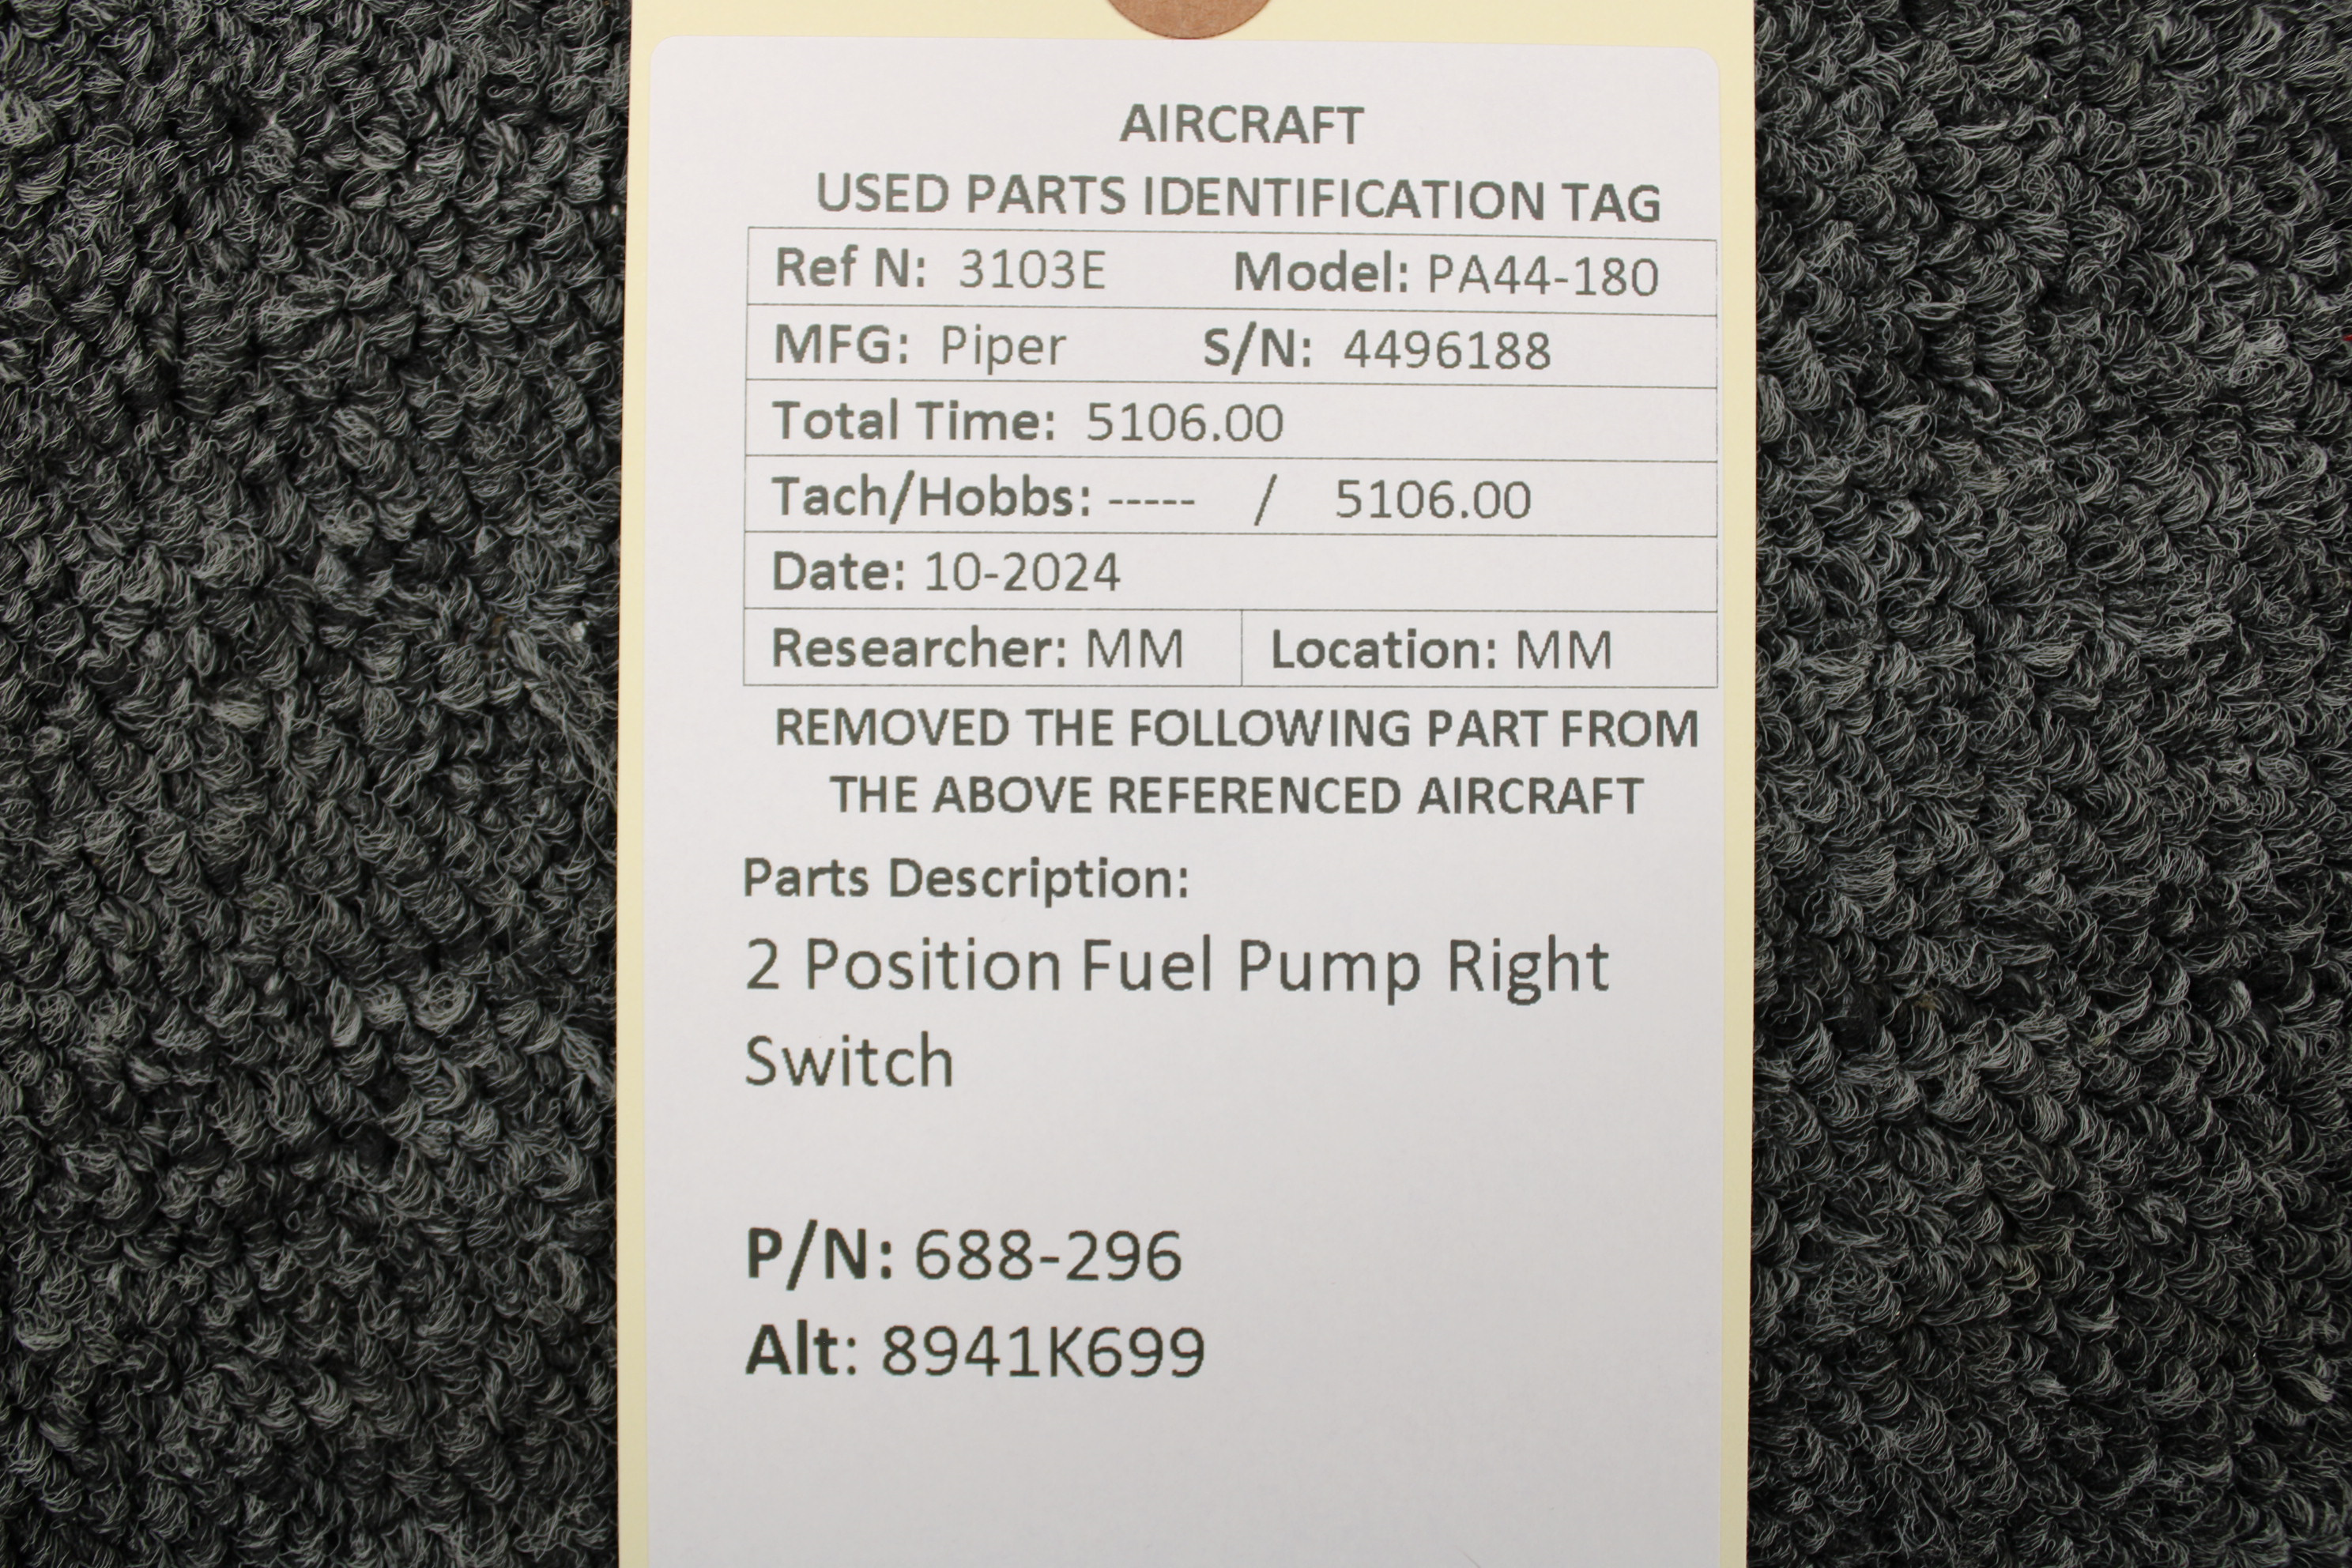 AIRCRAFT
USED PARTS IDENTIFICATION TAG
Ref N: 3103E Model: PA44-180
MFG: Piper S/N: 4496188
Total Time: 5106.00
Tach/Hobbs: ----- / 5106.00
Date: 10-2024
Researcher: MM Location: MM
REMOVED THE FOLLOWING PART FROM
THE ABOVE REFERENCED AIRCRAFT
Parts Description:
2 Position Fuel Pump Right
Switch
P/N: 688-296
Alt: 8941K699